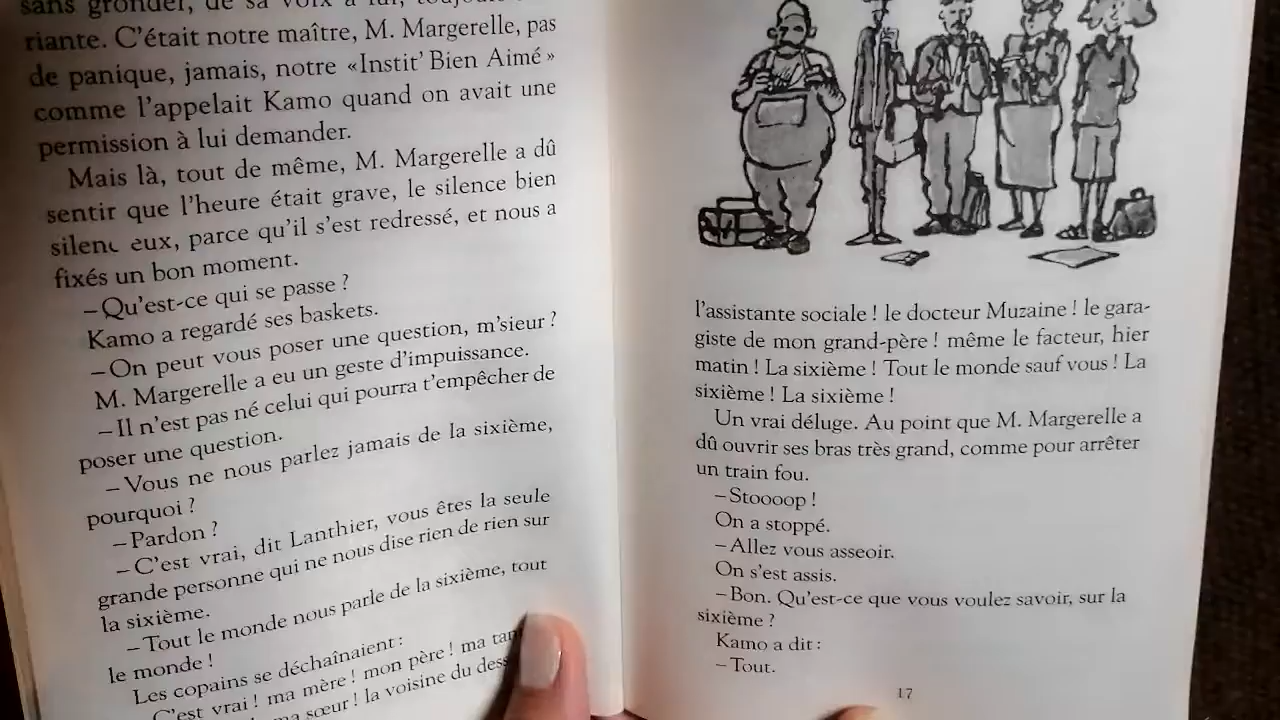 sans gronder, de sa voix à lui, toujours
riante. C'était notre maître, M. Margerelle, pas
de panique, jamais, notre «Instit' Bien Aimé»
comme l'appelait Kamo quand on avait une
permission à lui demander.
Mais là, tout de même, M. Margerelle a dû
sentir que l'heure était grave, le silence bien
silenc eux, parce qu'il s'est redressé, et nous a
fixés un bon moment.
– Qu'est-ce qui se passe ?
Kamo a regardé ses baskets.
– On peut vous poser une question, m'sieur ?
M. Margerelle a eu un geste d'impuissance.
– Il n'est pas né celui qui pourra t'empêcher de
poser une question.
– Vous ne nous parlez jamais de la sixième,
pourquoi ?
– Pardon ?
– C'est vrai, dit Lanthier, vous êtes la seule
grande personne qui ne nous dise rien de rien sur
la sixième.
– Tout le monde nous parle de la sixième, tout
le monde !
Les copains se déchaînaient :
C'est vrai ! ma mère ! mon père ! ma
ma sœur ! la voisine du
l'assistante sociale ! le docteur Muzaine ! le gara-
giste de mon grand-père ! même le facteur, hier
matin ! La sixième ! Tout le monde sauf vous ! La
sixième ! La sixième !
Un vrai déluge. Au point que M. Margerelle a
dû ouvrir ses bras très grand, comme pour arrêter
un train fou.
– Stoooop !
On a stoppé.
– Allez vous asseoir.
On s'est assis.
– Bon. Qu'est-ce que vous voulez savoir, sur la
sixième ?
Kamo a dit :
– Tout.
17